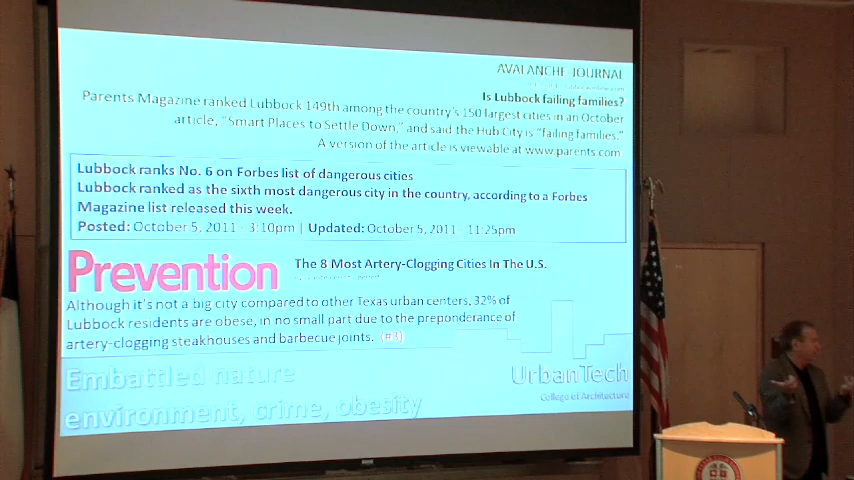 AVALANCHE JOURNAL
Is Lubbock failing families?
Parents Magazine ranked Lubbock 149th among the country's 150 largest cities in an October
article, "Smart Places to Settle Down," and said the Hub City is "failing families."
A version of the article is viewable at www.parents.com.
Lubbock ranks No. 6 on Forbes list of dangerous cities
Lubbock ranked as the sixth most dangerous city in the country, according to a Forbes
Magazine list released this week.
Posted: October 5, 2011 - 3:10pm | Updated: October 5, 2011 - 11:25pm
Prevention
The 8 Most Artery-Clogging Cities In The U.S.
Although it's not a big city compared to other Texas urban centers, 32% of
Lubbock residents are obese, in no small part due to the preponderance of
artery-clogging steakhouses and barbecue joints. (#3)
Embattled nature
environment, crime, obesity
UrbanTech
College of Architecture